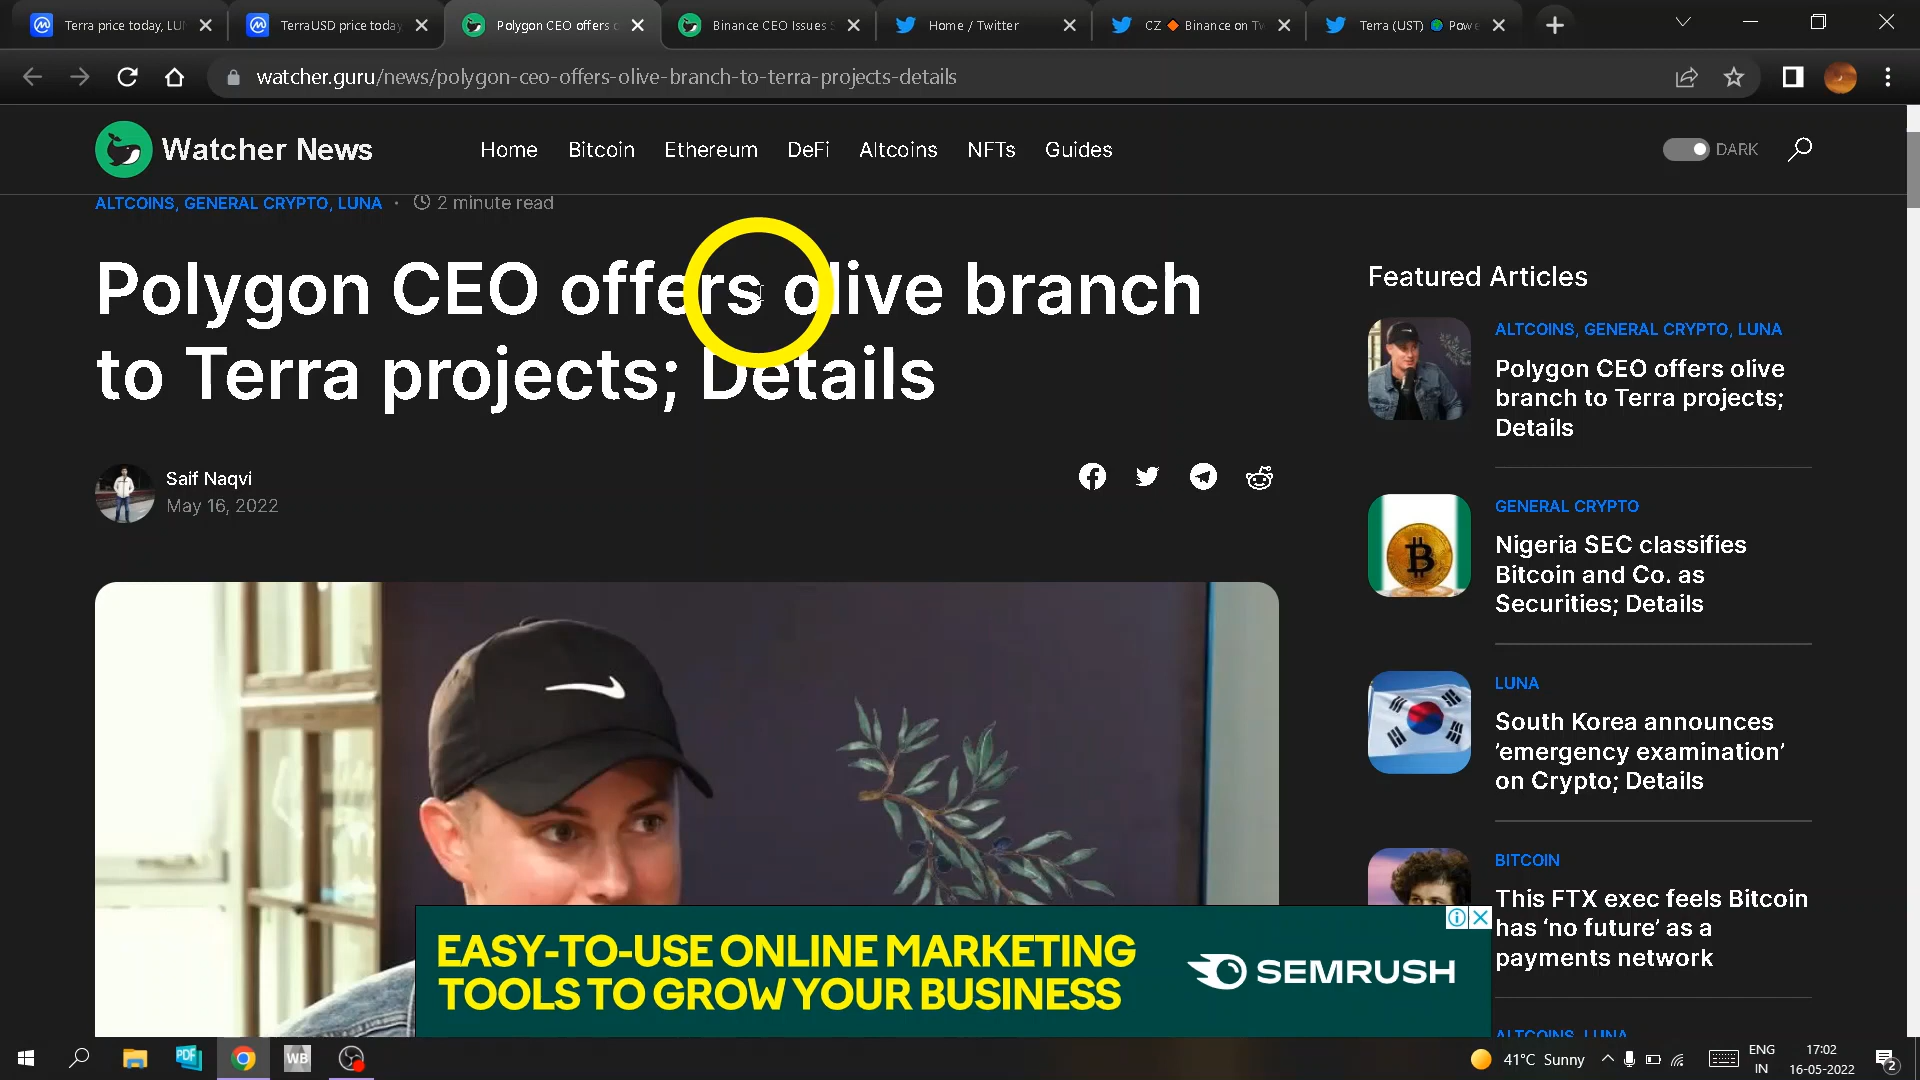 Terra price today, LUN
TerraUSD price today
Polygon CEO offers o
Binance CEO Issues S
Home / Twitter
CZ 🔶 Binance on Tw
Terra (UST) 🌍 Powe
watcher.guru/news/polygon-ceo-offers-olive-branch-to-terra-projects-details
Watcher News
Home
Bitcoin
Ethereum
DeFi
Altcoins
NFTs
Guides
DARK
ALTCOINS, GENERAL CRYPTO, LUNA · 2 minute read
Polygon CEO offers olive branch
to Terra projects; Details
Saif Naqvi
May 16, 2022
Featured Articles
ALTCOINS, GENERAL CRYPTO, LUNA
Polygon CEO offers olive
branch to Terra projects;
Details
GENERAL CRYPTO
Nigeria SEC classifies
Bitcoin and Co. as
Securities; Details
LUNA
South Korea announces
'emergency examination'
on Crypto; Details
BITCOIN
This FTX exec feels Bitcoin
has ‘no future’ as a
payments network
ALTCOINS, LUNA
EASY-TO-USE ONLINE MARKETING
TOOLS TO GROW YOUR BUSINESS
SEMRUSH
PDF
WB
41°C Sunny
ENG
IN
17:02
16-05-2022
2